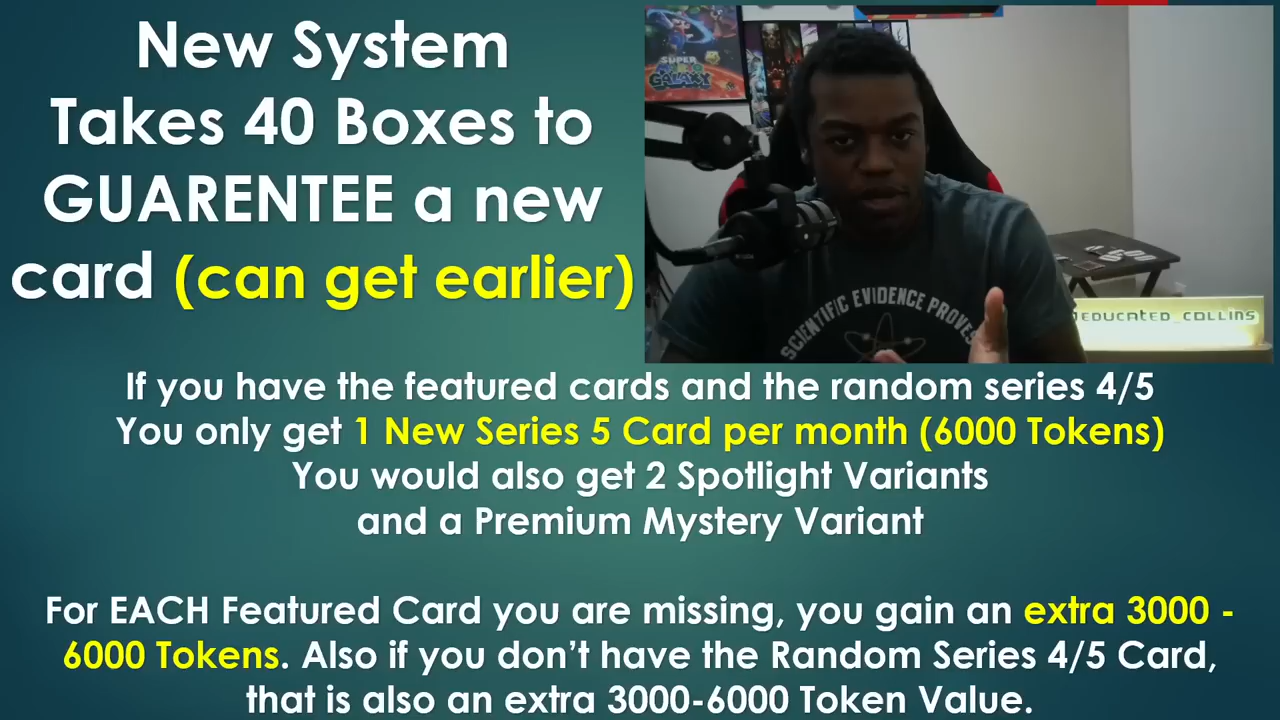 New System
Takes 40 Boxes to
GUARENTEE a new
card (can get earlier)
SUPER
GALAXY
SCIENTIFIC EVIDENCE PROVES
EDUCATED_COLLINS
If you have the featured cards and the random series 4/5
You only get 1 New Series 5 Card per month (6000 Tokens)
You would also get 2 Spotlight Variants
and a Premium Mystery Variant
For EACH Featured Card you are missing, you gain an extra 3000 -
6000 Tokens. Also if you don’t have the Random Series 4/5 Card,
that is also an extra 3000-6000 Token Value.